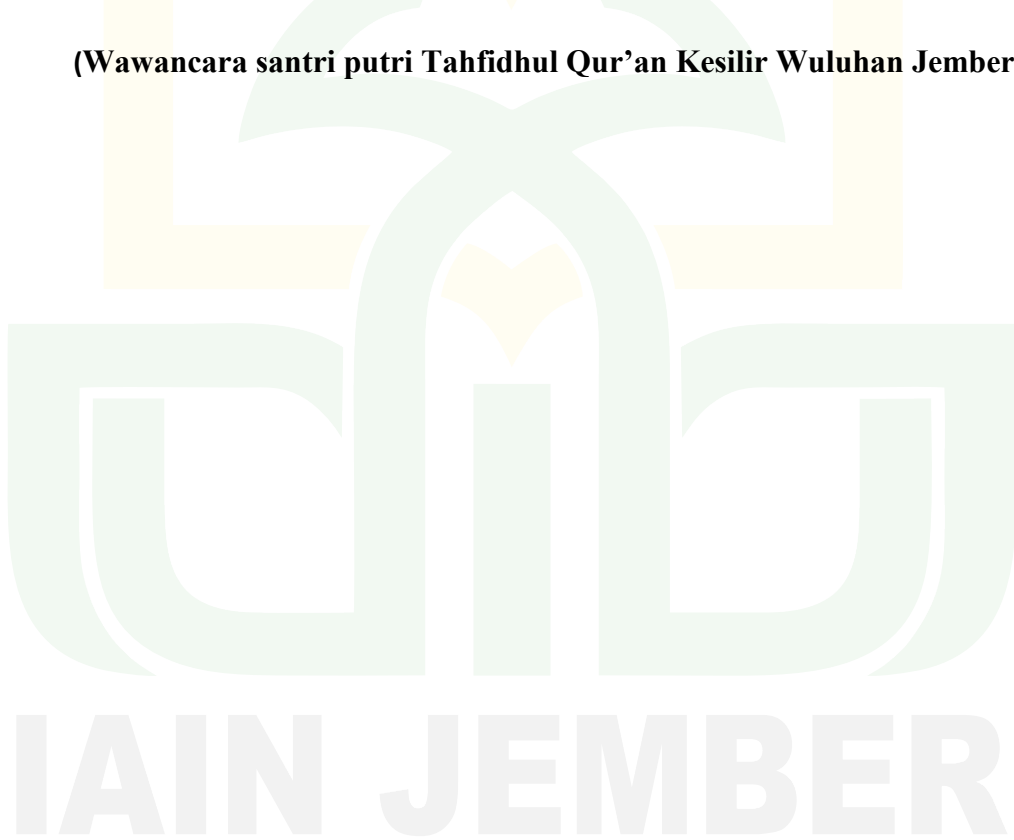 (Wawancara santri putri Tahfidhul Qur’an Kesilir Wuluhan Jember
IAIN JEMBER